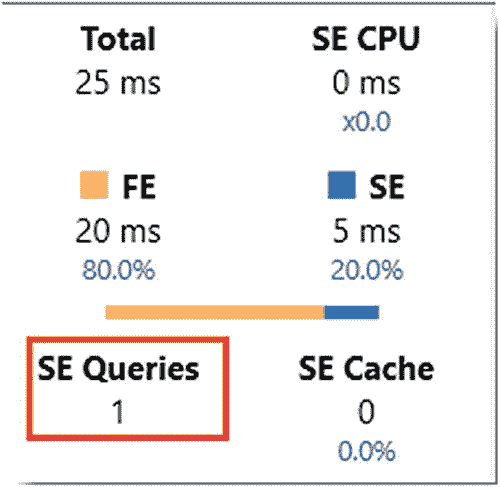 Total SE CPU
25 ms 0 ms
x0.0
FE SE
20 ms 5 ms
80.0% 20.0%
SE Queries SE Cache
1 0
0.0%